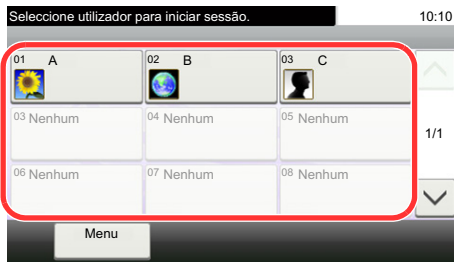 Seleccione utilizador para iniciar sessão. 10:10
01 A 02 B 03 C
03 Nenhum 04 Nenhum 05 Nenhum
1/1
06 Nenhum 07 Nenhum 08 Nenhum
Menu